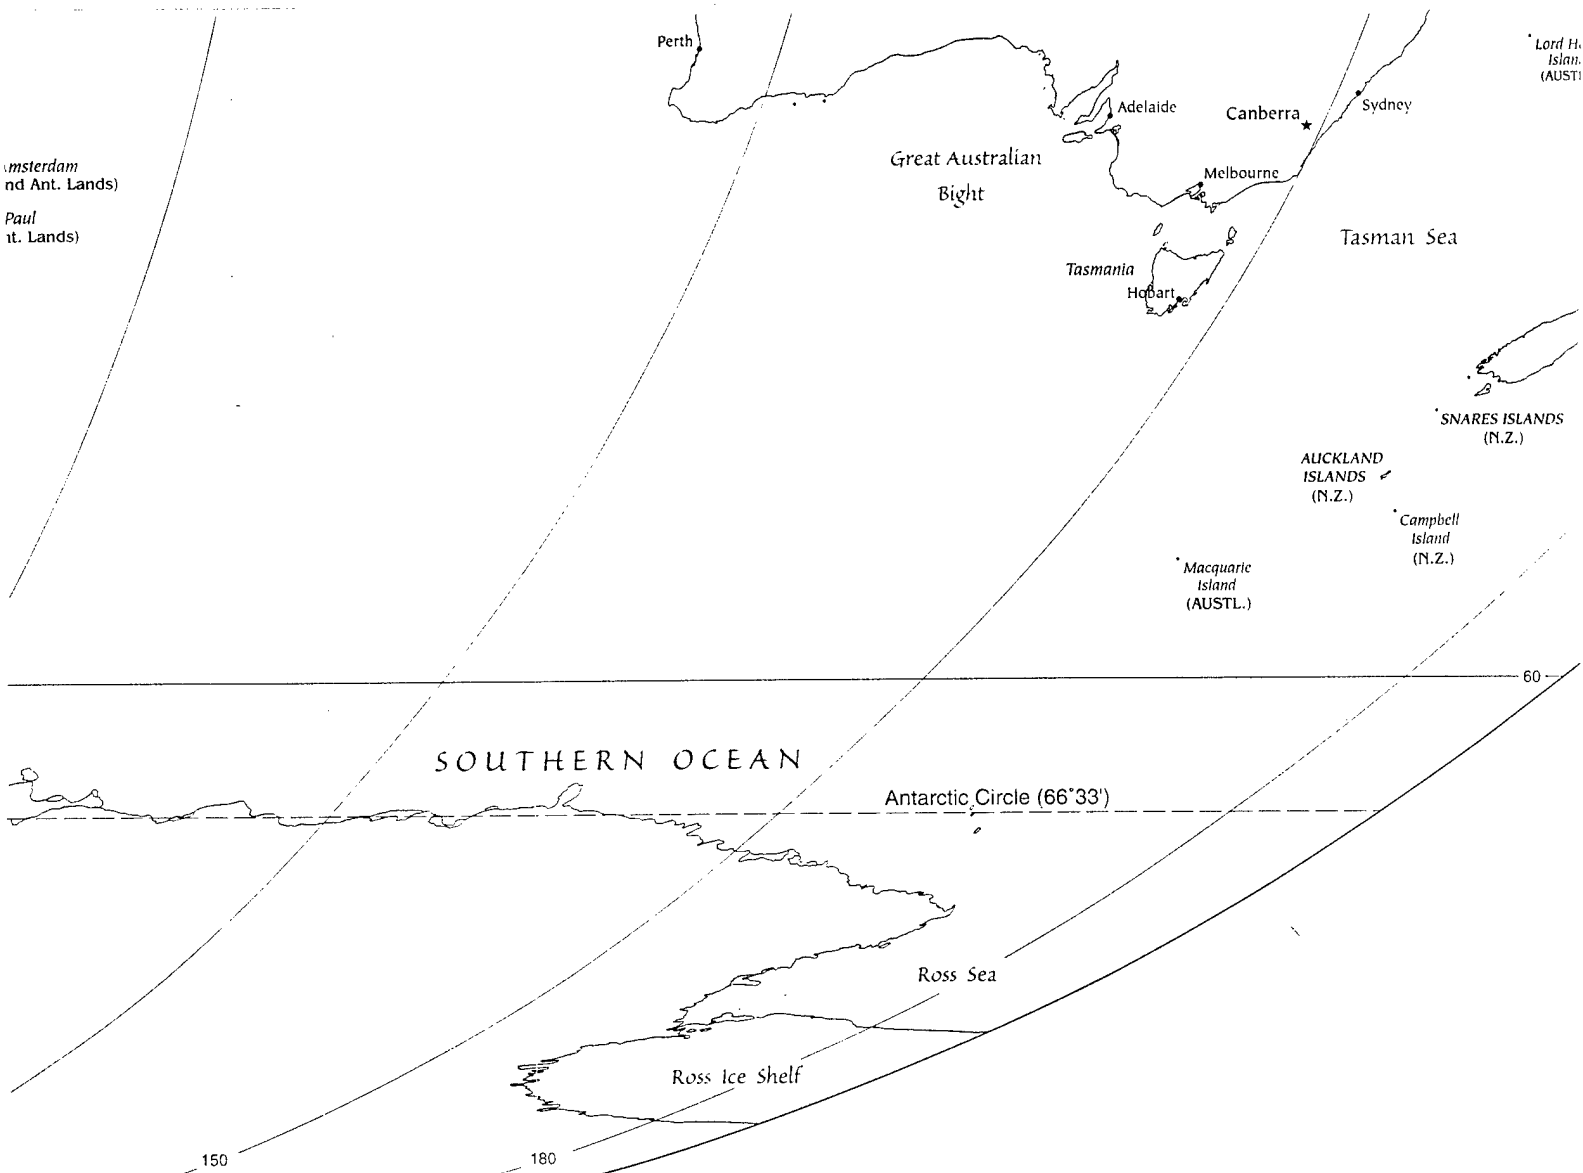 Perth
Lord
(AUST
Adelaide
Canberra
Sydney
Great Australian
Bight
Melbourne
msterdam
nd Ant. Lands)
Paul
nt. Lands)
Tasman Sea
Tasmania
Hobart
SNARES ISLANDS
(N.Z.)
AUCKLAND
ISLANDS
(N.Z.)
Campbell
Island
(N.Z.)
Macquarie
Island
(AUSTL.)
60
SOUTHERN OCEAN
Antarctic Circle (66°33')
Ross Sea
Ross Ice Shelf
150
180